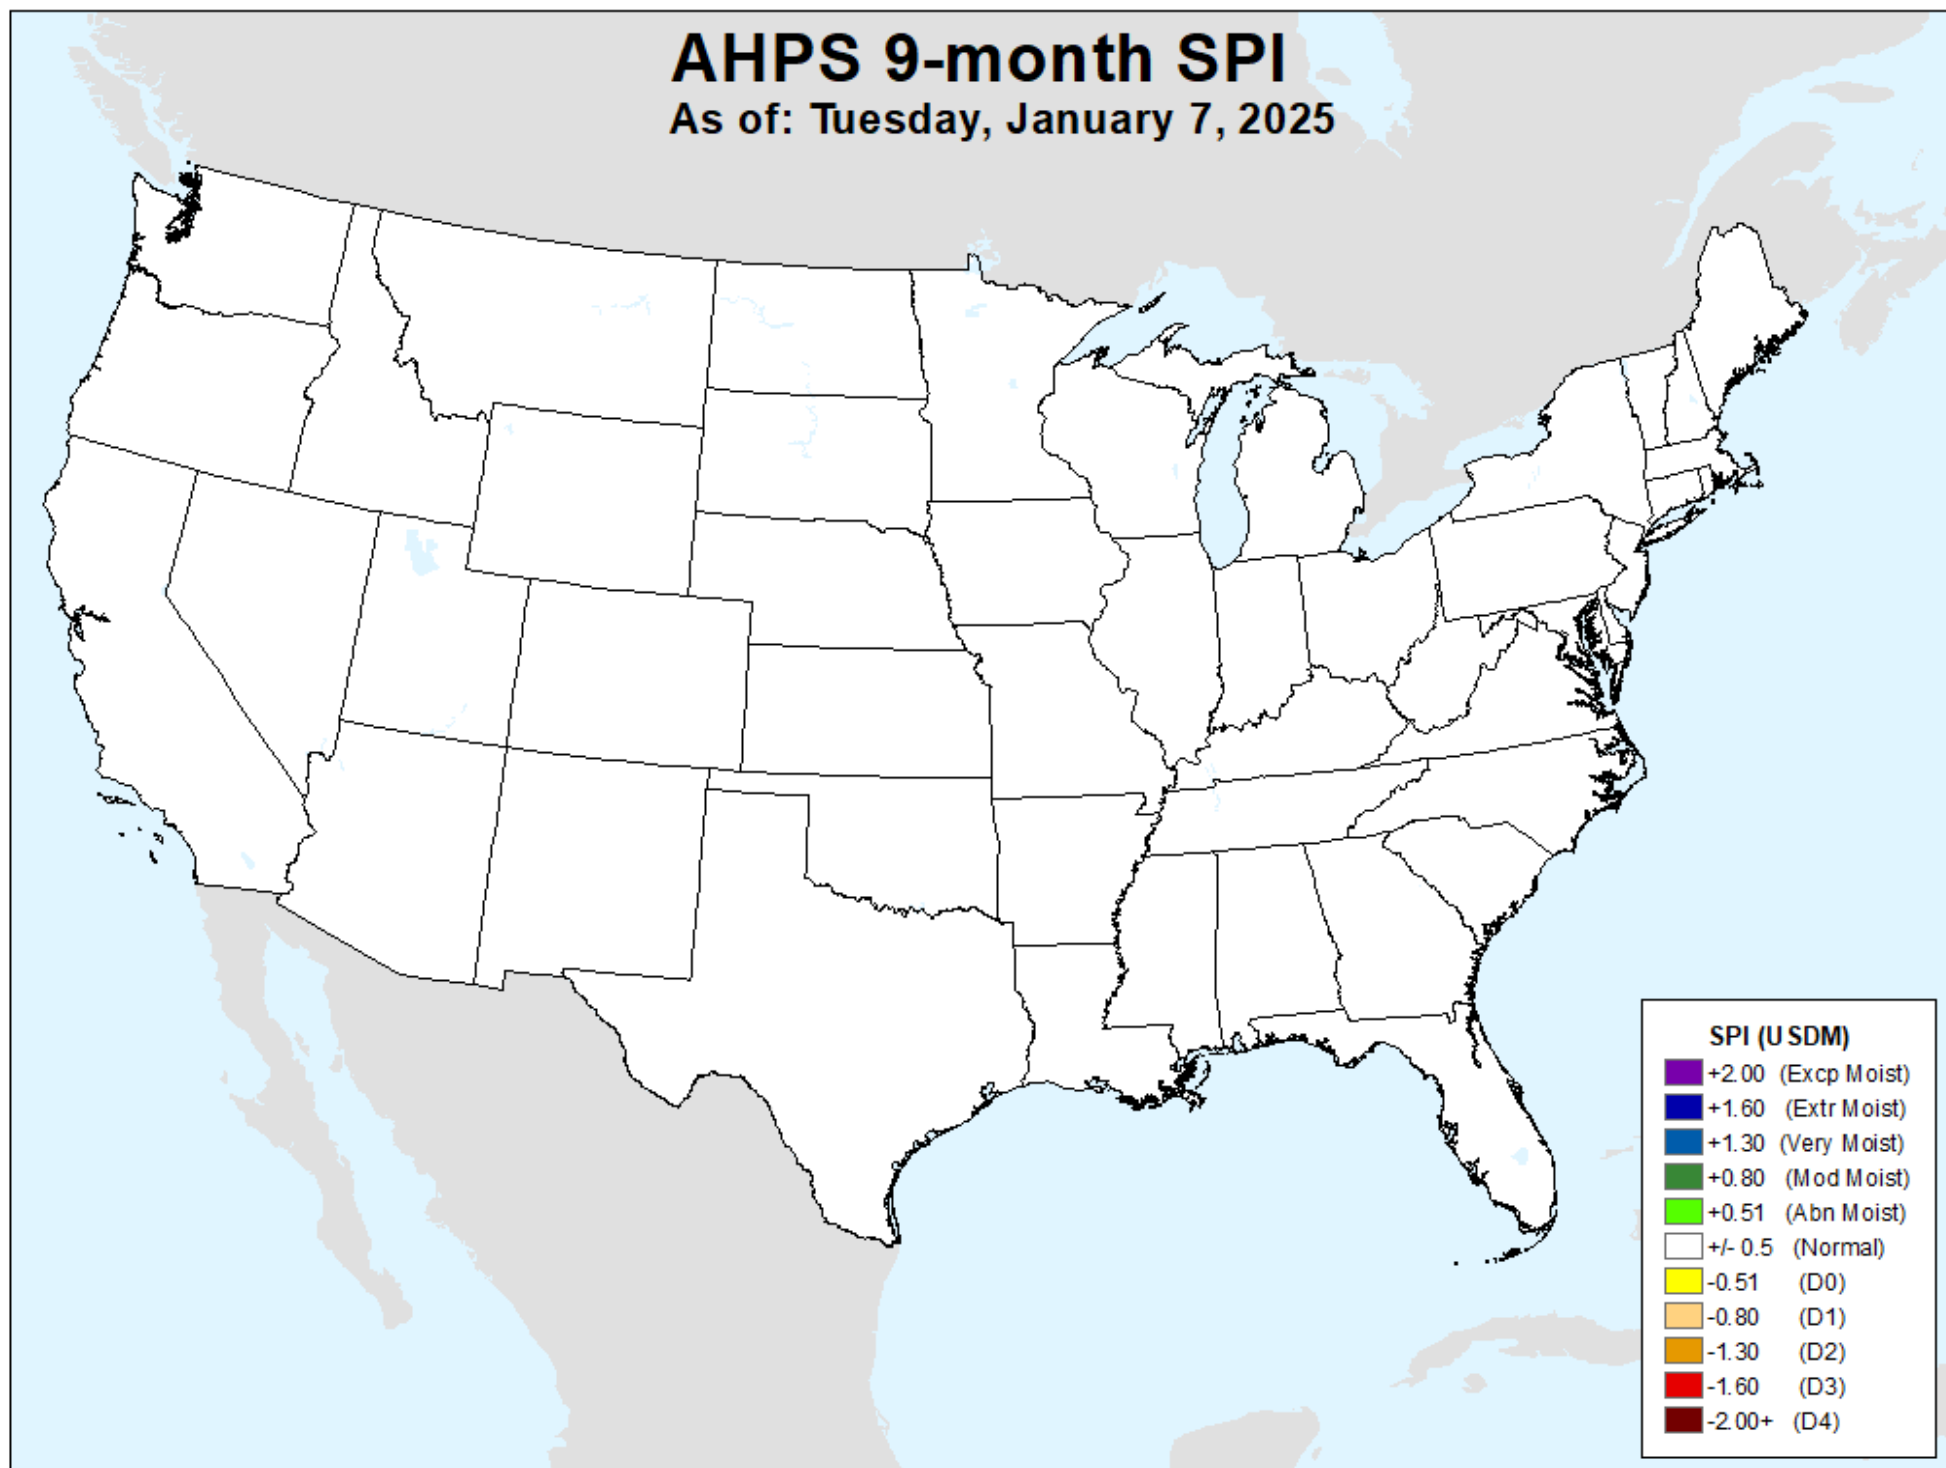 AHPS 9-month SPI
As of: Tuesday, January 7, 2025
SPI (USDM)
+2.00 (Excp Moist)
+1.60 (Extr Moist)
+1.30 (Very Moist)
+0.80 (Mod Moist)
+0.51 (Abn Moist)
+/- 0.5 (Normal)
-0.51 (D0)
-0.80 (D1)
-1.30 (D2)
-1.60 (D3)
-2.00+ (D4)